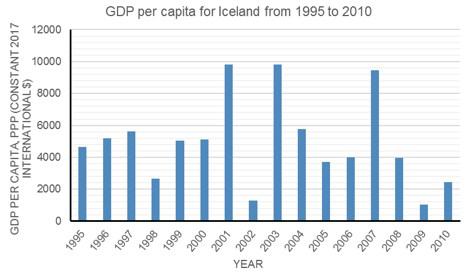 GDP per capita for Iceland from 1995 to 2010
GDP PER CAPITA, PPP (CONSTANT 2017
INTERNATIONAL $)
12000
10000
8000
6000
4000
2000
0
1995 1996 1997 1998 1999 2000 2001 2002 2003 2004 2005 2006 2007 2008 2009 2010
YEAR